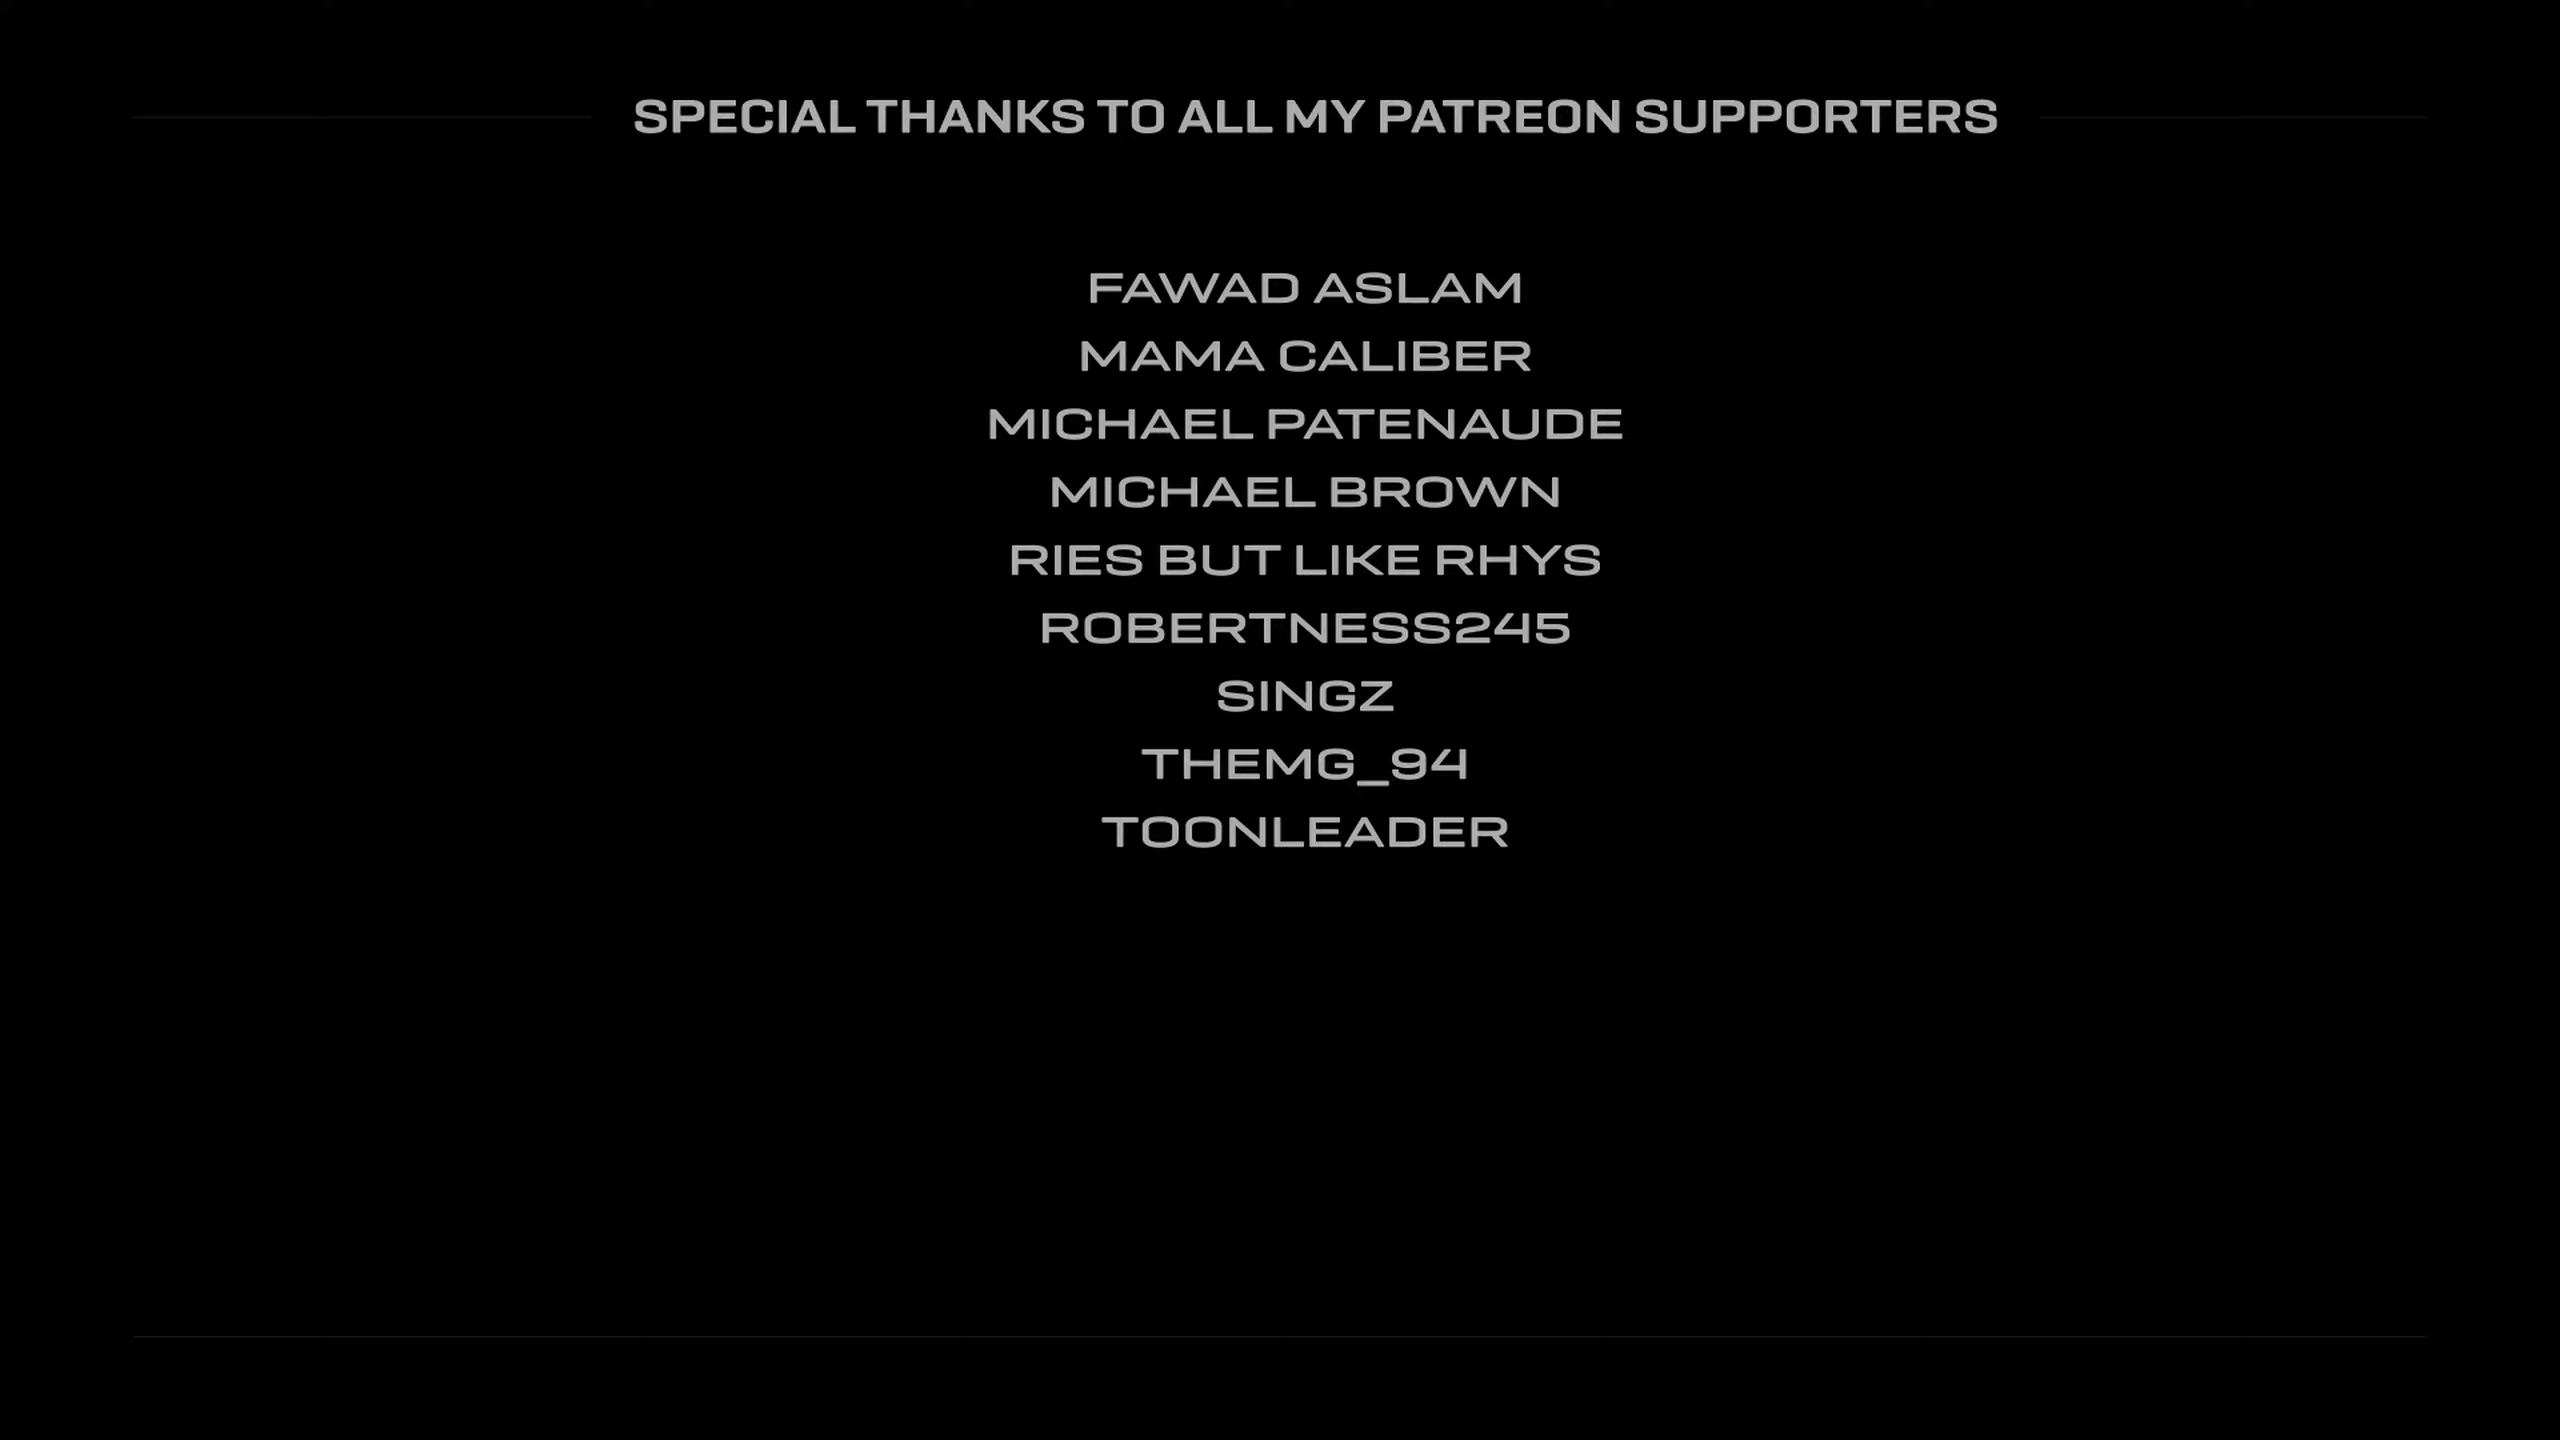 SPECIAL THANKS TO ALL MY PATREON SUPPORTERS
FAWAD ASLAM
MAMA CALIBER
MICHAEL PATENAUDE
MICHAEL BROWN
RIES BUT LIKE RHYS
ROBERTNESS245
SINGZ
THEMG_94
TOONLEADER